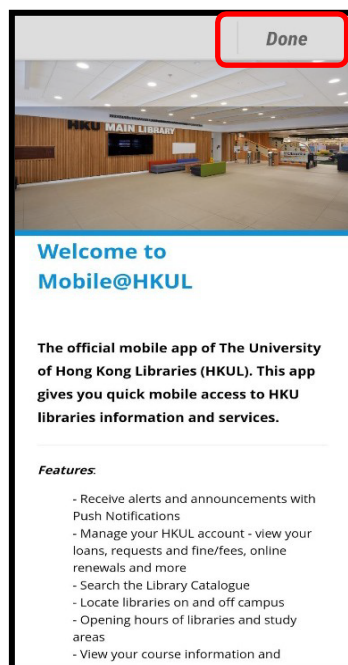 Done
HKU MAIN LIBRARY
Welcome to
Mobile@HKUL
The official mobile app of The University
of Hong Kong Libraries (HKUL). This app
gives you quick mobile access to HKU
libraries information and services.
Features:
- Receive alerts and announcements with
Push Notifications
- Manage your HKUL account - view your
loans, requests and fine/fees, online
renewals and more
- Search the Library Catalogue
- Locate libraries on and off campus
- Opening hours of libraries and study
areas
- View your course information and